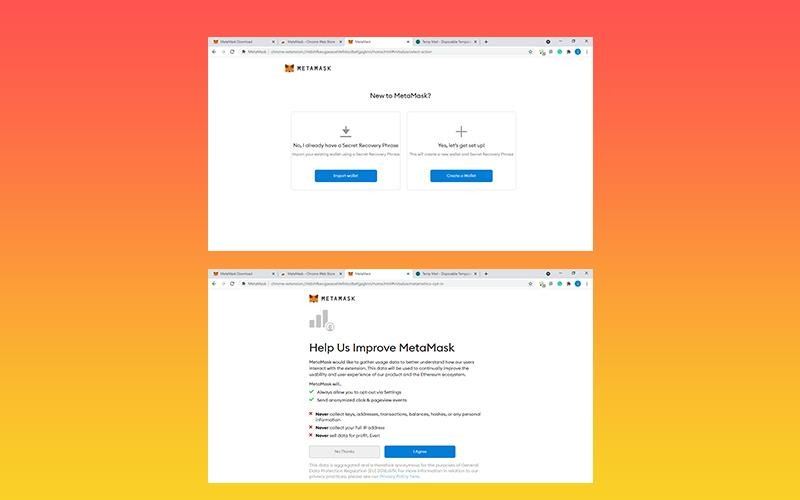 MetaMask Download
MetaMask - Chrome Web Store
MetaMask
Temp Mail - Disposable Tempora
MetaMask
METAMASK
New to MetaMask?
No, I already have a Secret Recovery Phrase
Yes, let's get set up!
Import your existing wallet using a Secret Recovery Phrase
This will create a new wallet and Secret Recovery Phrase
Import wallet
Create a Wallet
MetaMask Download
MetaMask - Chrome Web Store
MetaMask
Temp Mail - Disposable Tempora
MetaMask
METAMASK
Help Us Improve MetaMask
MetaMask would like to gather usage data to better understand how our users
interact with the extension. This data will be used to continually improve the
usability and user experience of our product and the Ethereum ecosystem.
MetaMask will..
Always allow you to opt-out via Settings
Send anonymized click & pageview events
Never collect keys, addresses, transactions, balances, hashes, or any personal
information
Never collect your full IP address
Never sell data for profit. Ever!
No Thanks
I Agree
This data is aggregated and is therefore anonymous for the purposes of General
Data Protection Regulation (EU) 2016/679. For more information in relation to our
privacy practices, please see our Privacy Policy here.